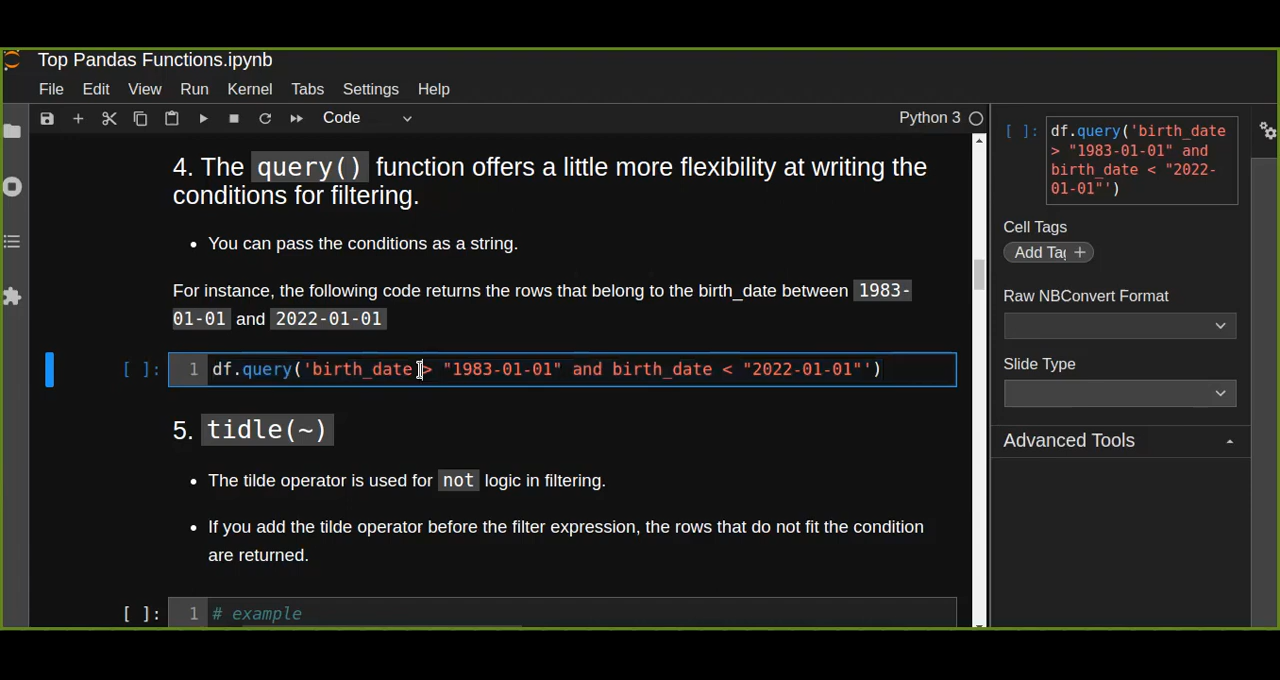 Top Pandas Functions.ipynb
File Edit View Run Kernel Tabs Settings Help
Code
Python 3
4. The query() function offers a little more flexibility at writing the
conditions for filtering.
• You can pass the conditions as a string.
For instance, the following code returns the rows that belong to the birth_date between 1983-
01-01 and 2022-01-01
[ ]: 1 df.query('birth_date > "1983-01-01" and birth_date < "2022-01-01"')
5. tidle(~)
• The tilde operator is used for not logic in filtering.
• If you add the tilde operator before the filter expression, the rows that do not fit the condition
are returned.
[ ]: 1 # example
[ ]: df.query('birth_date
> "1983-01-01" and
birth_date < "2022-
01-01"')
Cell Tags
Add Tag +
Raw NBConvert Format
Slide Type
Advanced Tools